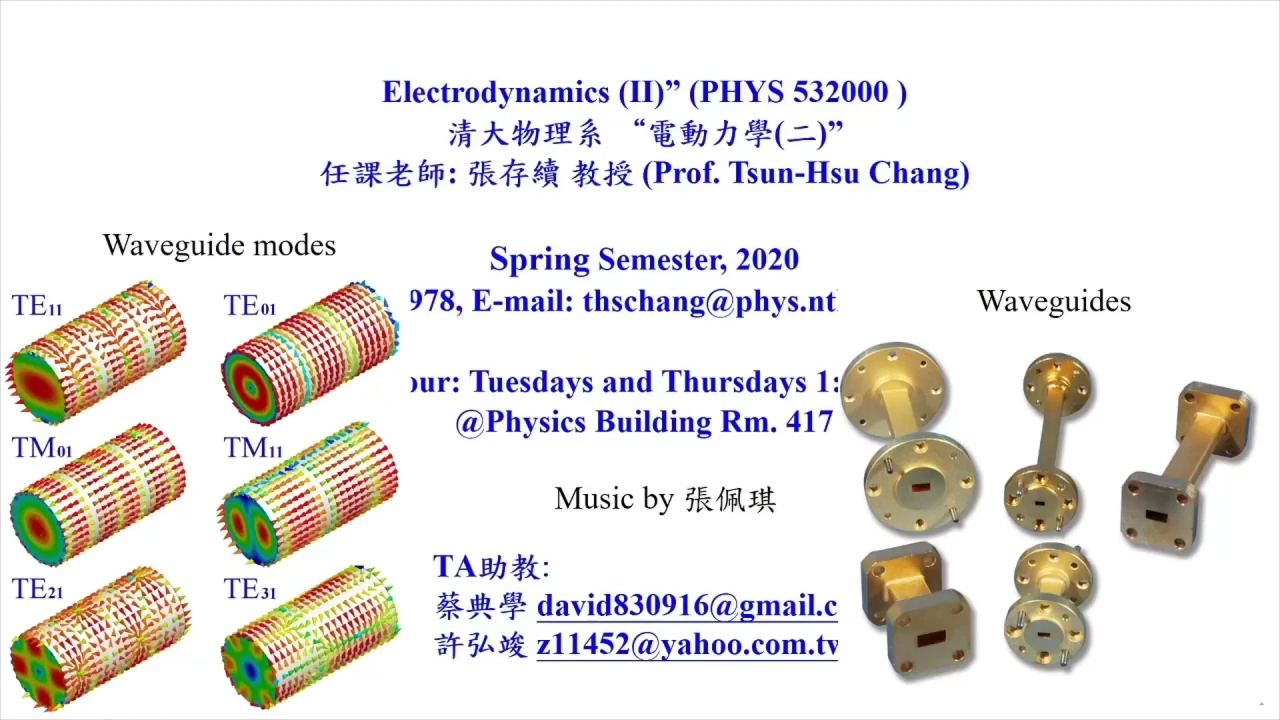 Electrodynamics (II)” (PHYS 532000 )
清大物理系 “電動力學(二)”
任課老師: 張存續 教授 (Prof. Tsun-Hsu Chang)
Waveguide modes
Spring Semester, 2020
978, E-mail: thschang@phys.nt
Waveguides
TE11
TE01
our: Tuesdays and Thursdays 1:
@Physics Building Rm. 417
TM01
TM11
Music by 張佩琪
TA助教:
TE21
TE31
蔡典學 david830916@gmail.c
許弘竣 z11452@yahoo.com.tw